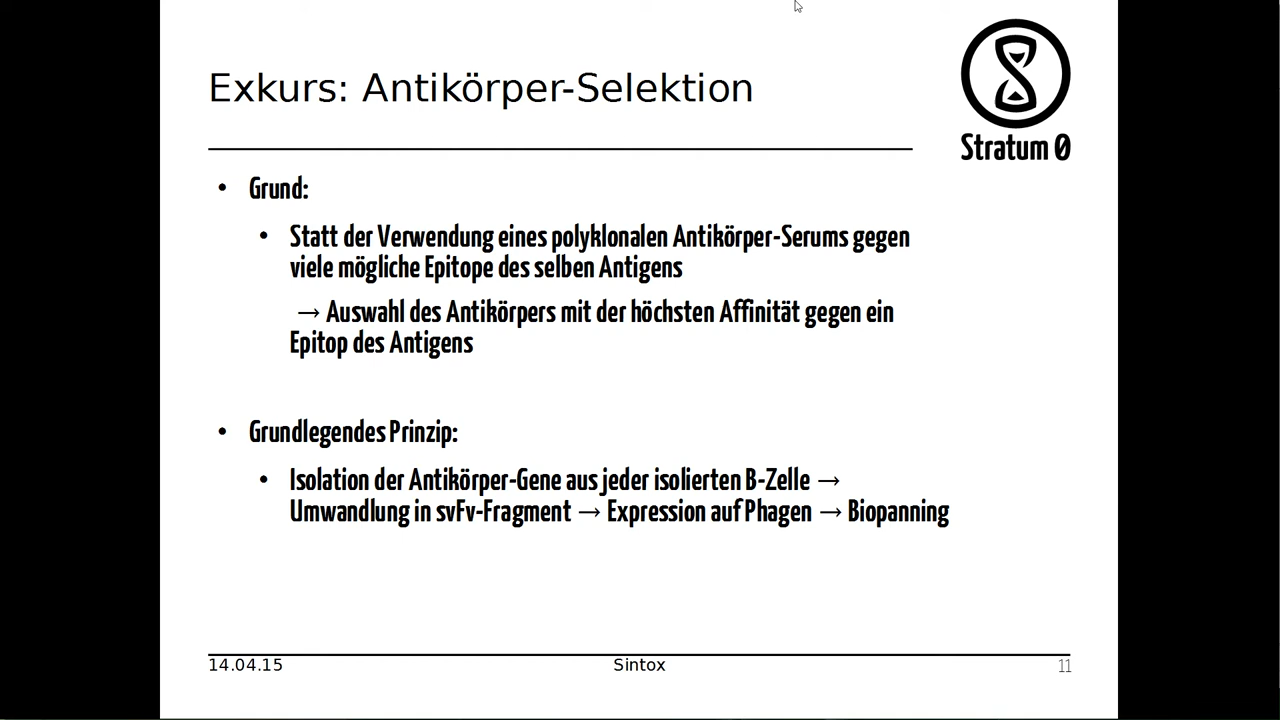 Exkurs: Antikörper-Selektion
Stratum 0
• Grund:
• Statt der Verwendung eines polyklonalen Antikörper-Serums gegen
viele mögliche Epitope des selben Antigens
→ Auswahl des Antikörpers mit der höchsten Affinität gegen ein
Epitop des Antigens
• Grundlegendes Prinzip:
• Isolation der Antikörper-Gene aus jeder isolierten B-Zelle →
Umwandlung in svFv-Fragment → Expression auf Phagen → Biopanning
14.04.15 Sintox 11